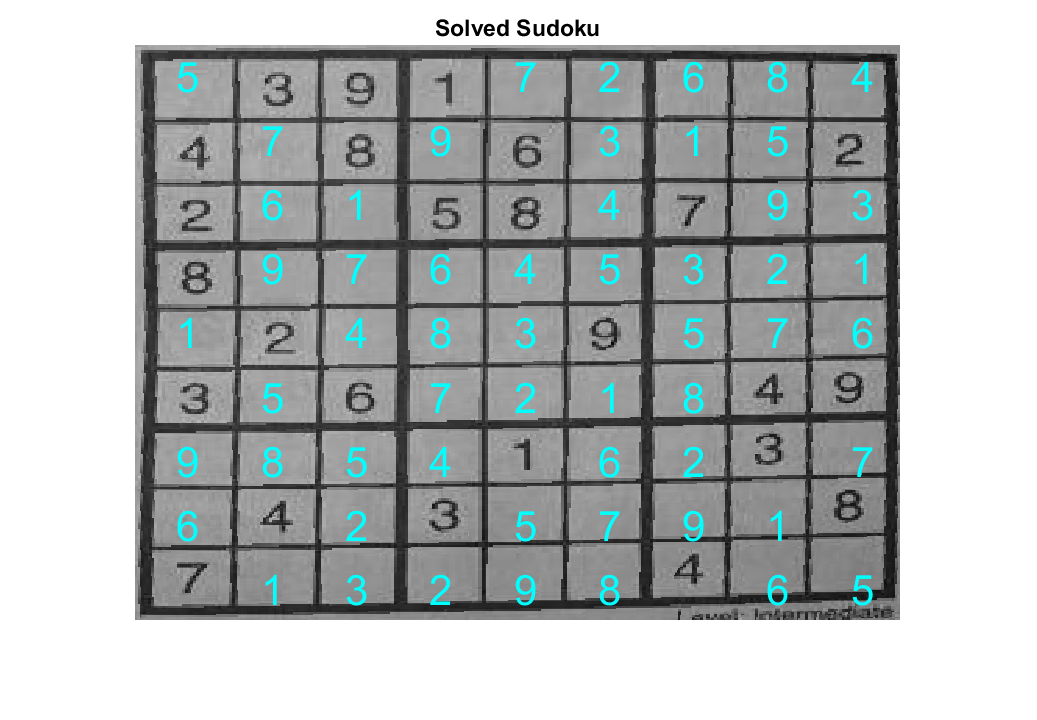 Solved Sudoku
5 3 9 1 7 2 6 8 4
4 7 8 9 6 3 1 5 2
2 6 1 5 8 4 7 9 3
8 9 7 6 4 5 3 2 1
1 2 4 8 3 9 5 7 6
3 5 6 7 2 1 8 4 9
9 8 5 4 1 6 2 3 7
6 4 2 3 5 7 9 1 8
7 1 3 2 9 8 4 6 5
Level: Intermediate